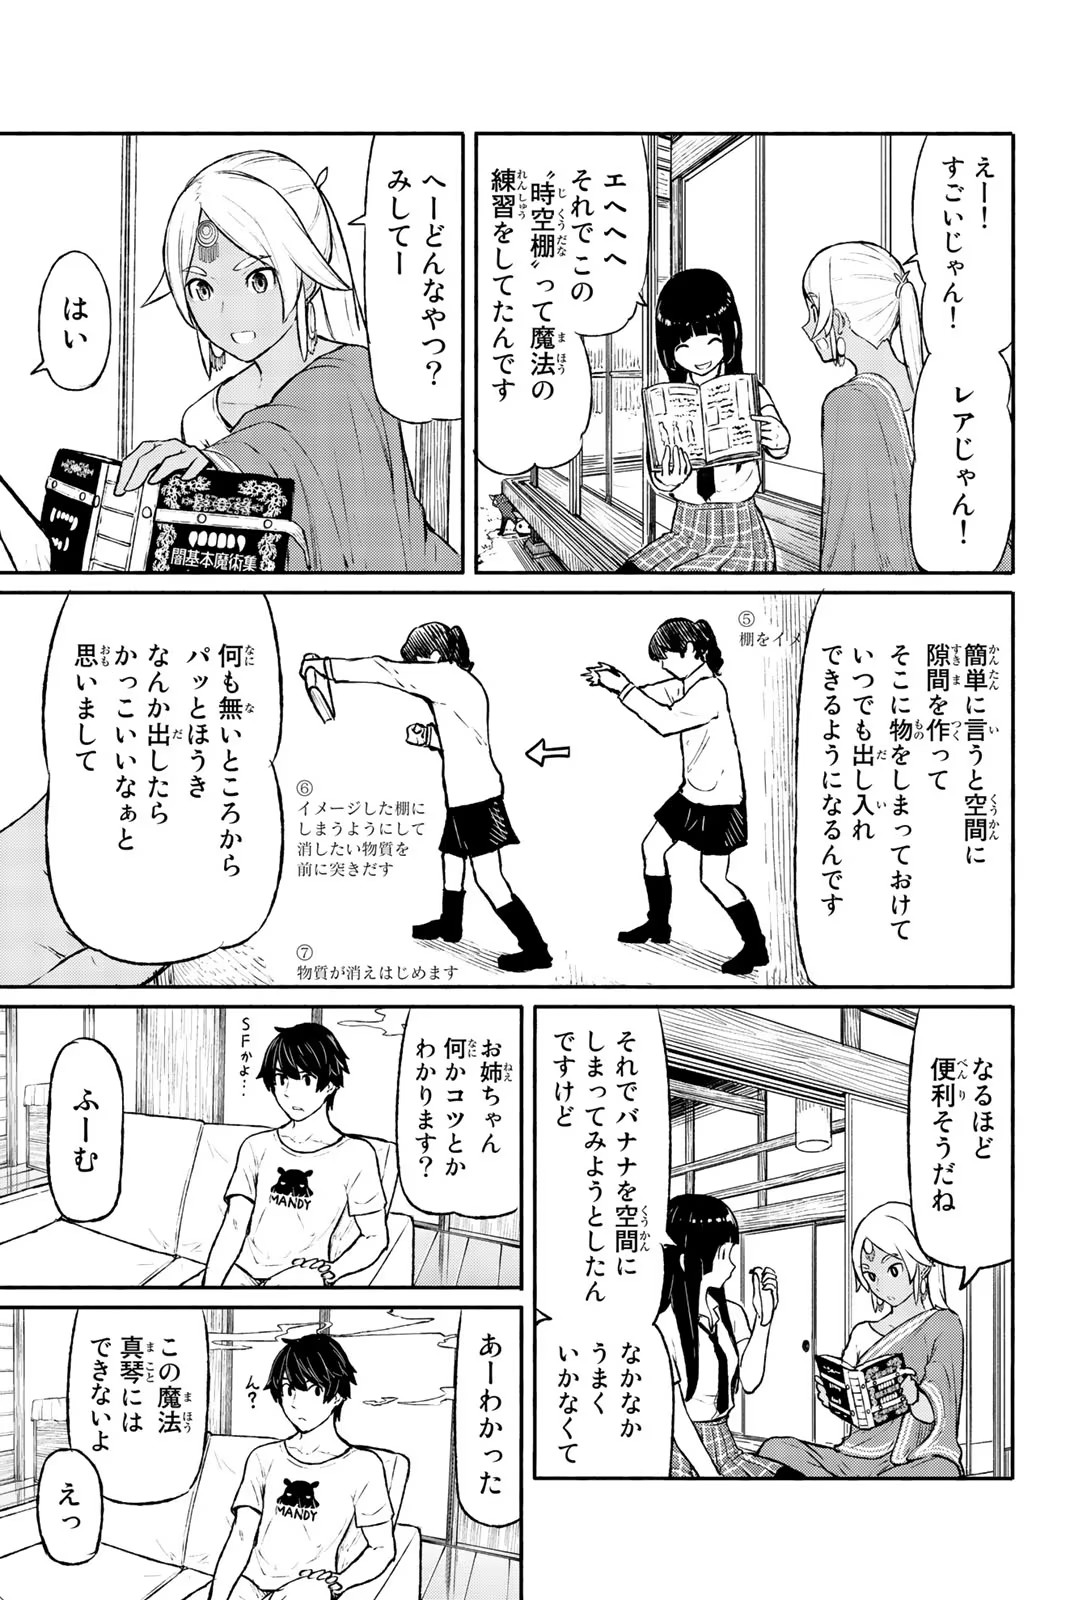 えー！
すごいじゃん！
レアじゃん！
エヘヘヘ
それでこの
〝時空棚〟って魔法の
練習をしてたんです
へーどんなやつ？
みしてー
はい
闇基本魔術集
簡単に言うと空間に
隙間を作って
そこに物をしまっておけて
いつでも出し入れ
できるようになるんです
⑤
棚をイメ
⑥
イメージした棚に
しまうようにして
消したい物質を
前に突きだす
⑦
物質が消えはじめます
何も無いところから
パッとほうき
なんか出したら
かっこいいなぁと
思いまして
なるほど
便利そうだね
それでバナナを空間に
しまってみようとしたん
ですけど
なかなか
うまく
いかなくて
お姉ちゃん
何かコツとか
わかります？
SFかよ…
MANDY
ふーむ
あーわかった
ん？
MANDY
この魔法
真琴には
できないよ
えっ